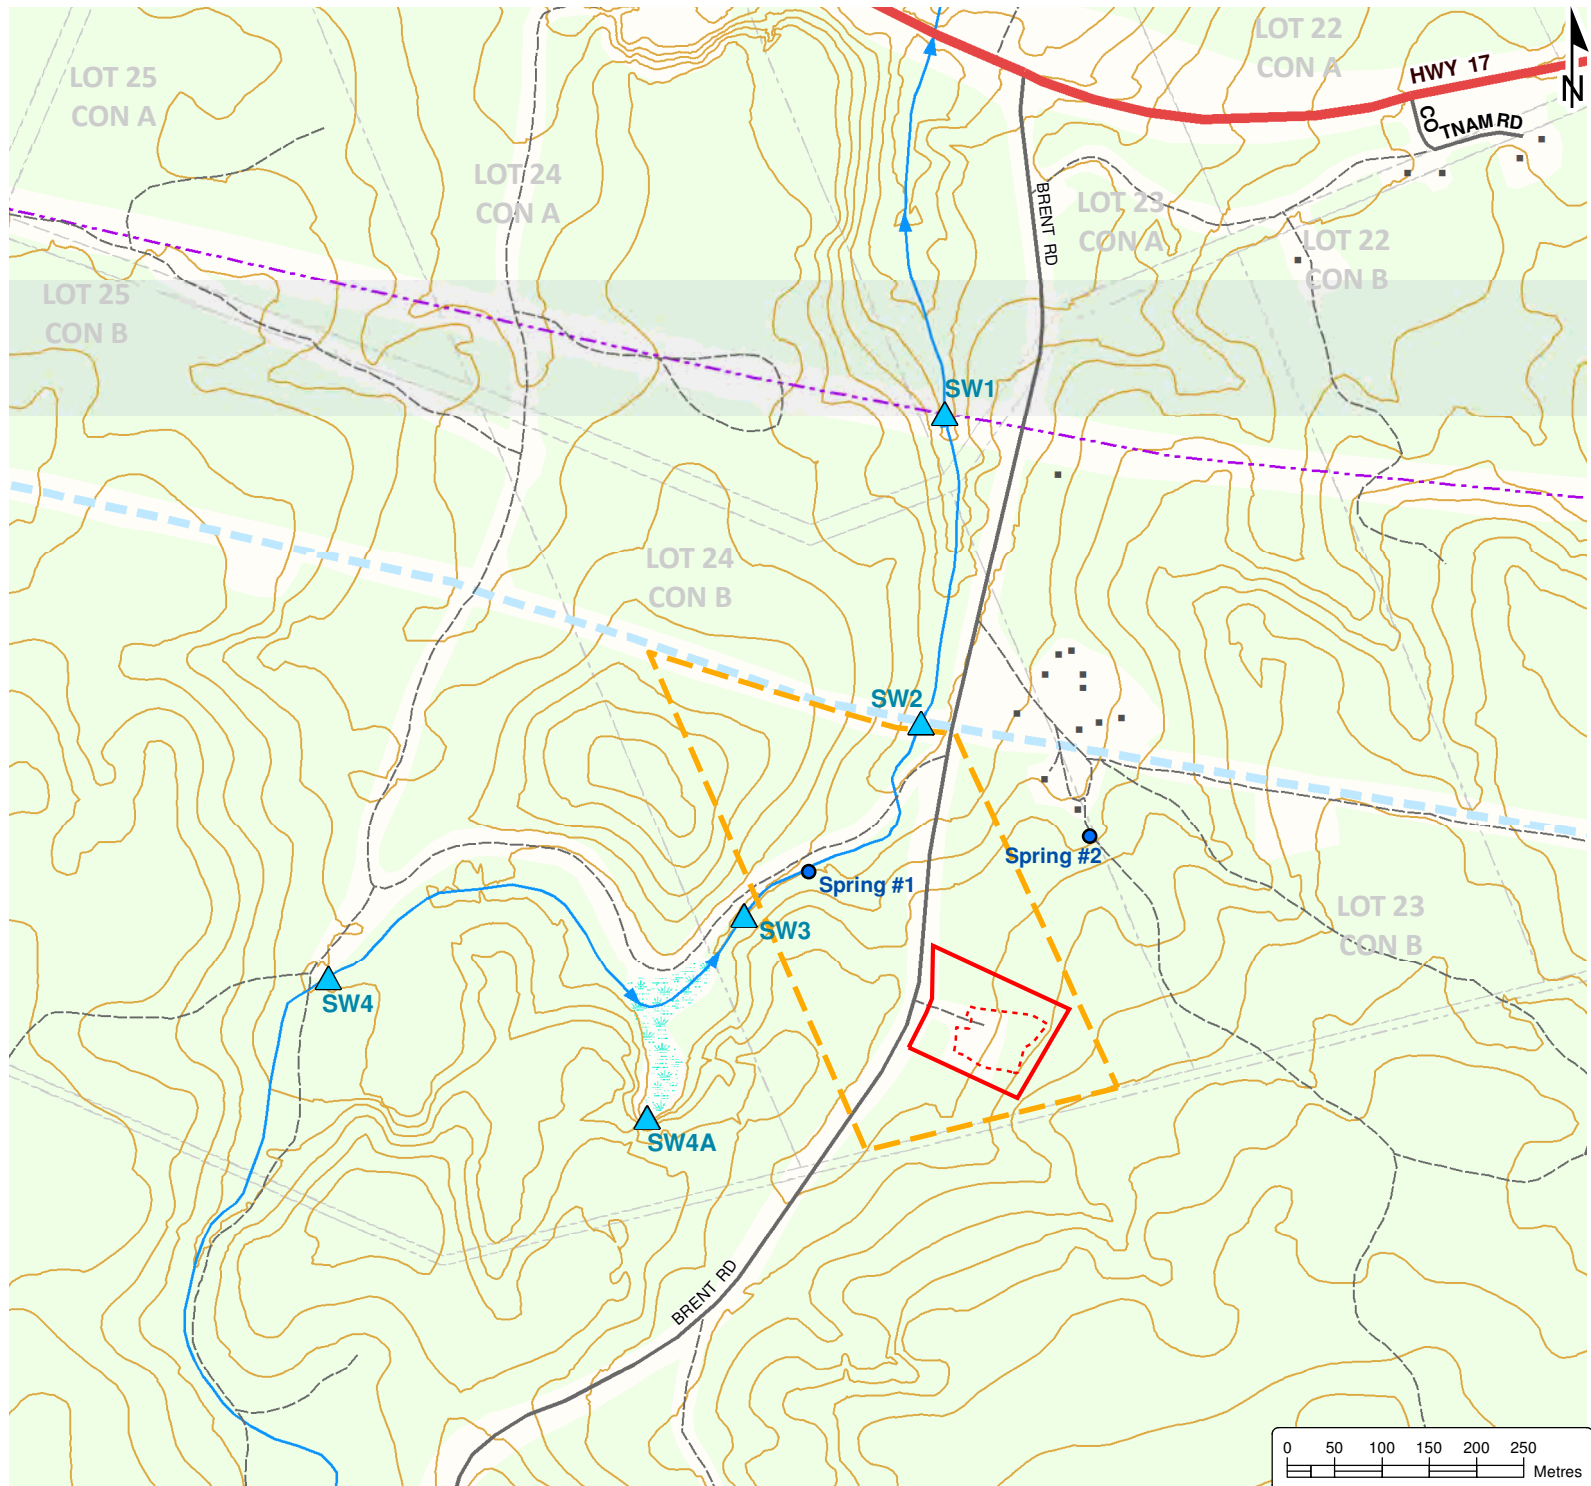 LOT 22
CON A
LOT 25
CON A
HWY 17
COTNAM RD
N
LOT 24
CON A
BRENT RD
LOT 23
CON A
LOT 22
CON B
LOT 25
CON B
SW1
LOT 24
CON B
SW2
Spring #2
Spring #1
SW3
LOT 23
CON B
SW4
SW4A
BRENT RD
0 50 100 150 200 250
Metres